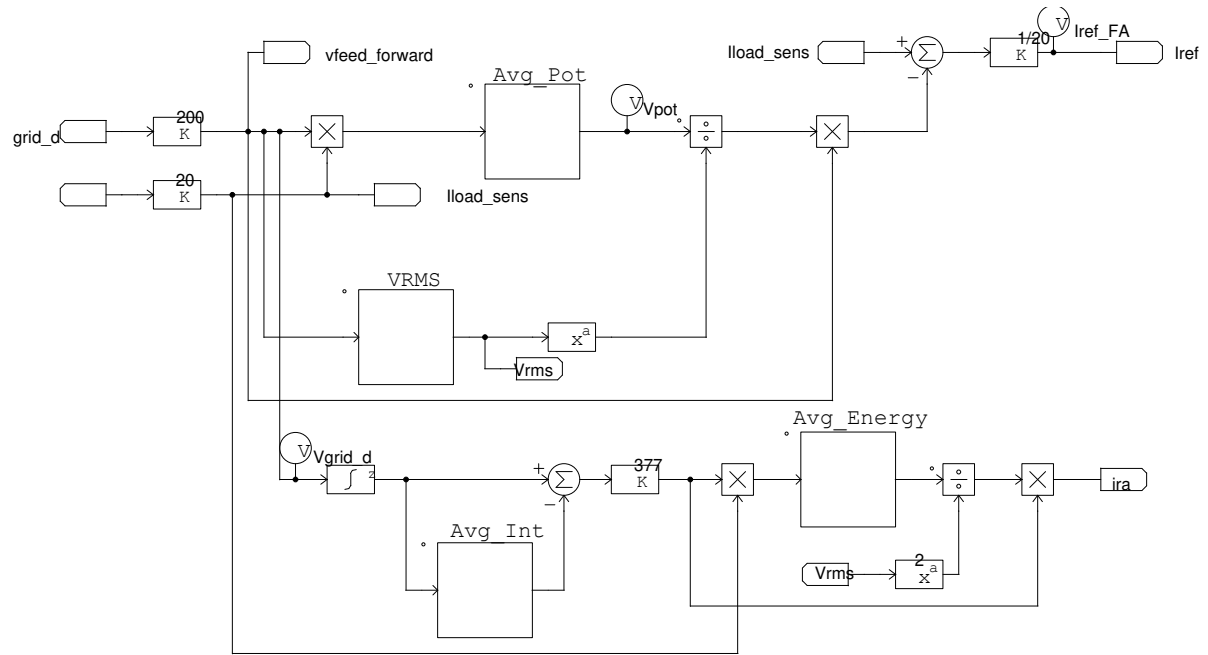 1/20
K
V
Iref_FA
Iload_sens
+
Σ
−
Iref
vfeed_forward
Avg_Pot
V
Vpot
grid_d
200
K
×
÷
×
20
K
Iload_sens
VRMS
x^a
Vrms
Avg_Energy
V
Vgrid_d
∫
z
+
Σ
−
377
K
×
÷
×
ira
Avg_Int
Vrms
2
x^a